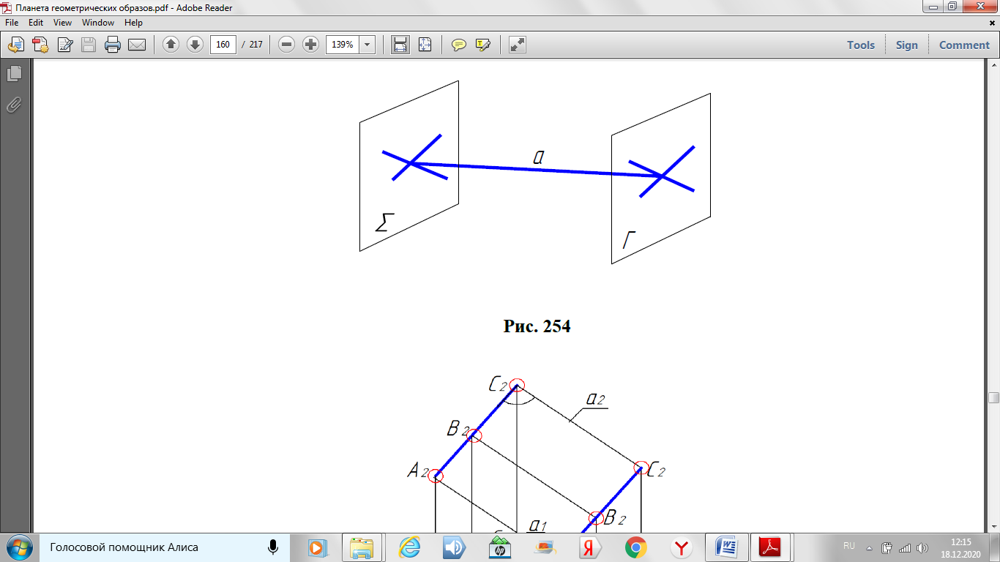 Планета геометрических образов.pdf - Adobe Reader
File Edit View Window Help
160 / 217 139% Tools Sign Comment
a
Σ
Г
Рис. 254
C2
a2
B2
A2
C2
B2
a1
Голосовой помощник Алиса
RU
12:15
18.12.2020